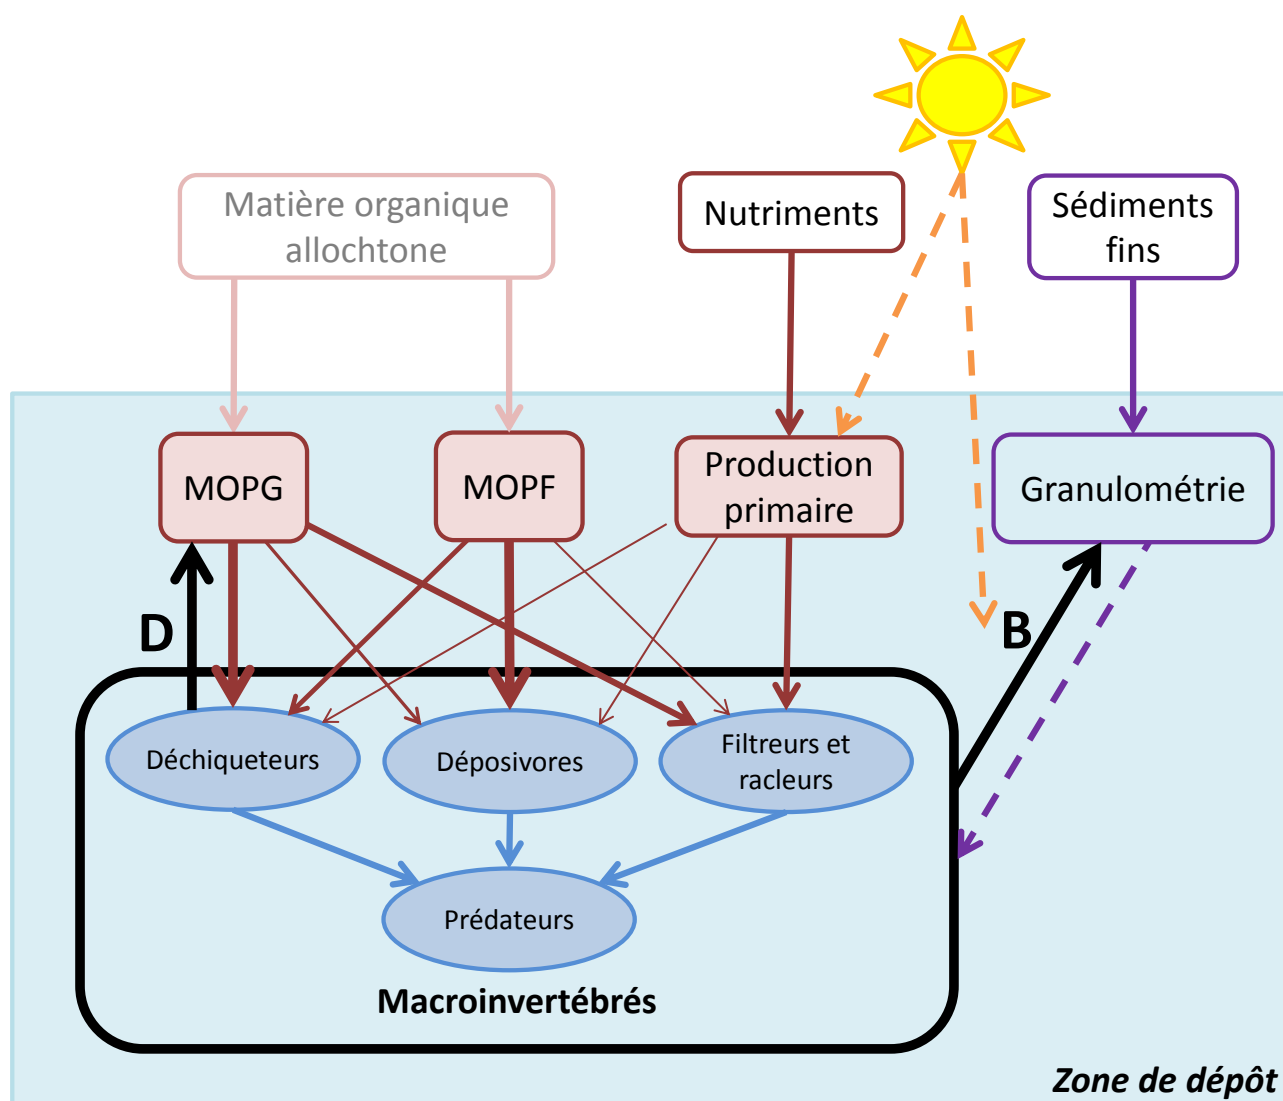 Matière organique
allochtone
Nutriments
Sédiments
fins
MOPG
MOPF
Production
primaire
Granulométrie
D
B
Déchiqueteurs
Déposivores
Filtreurs et
racleurs
Prédateurs
Macroinvertébrés
Zone de dépôt